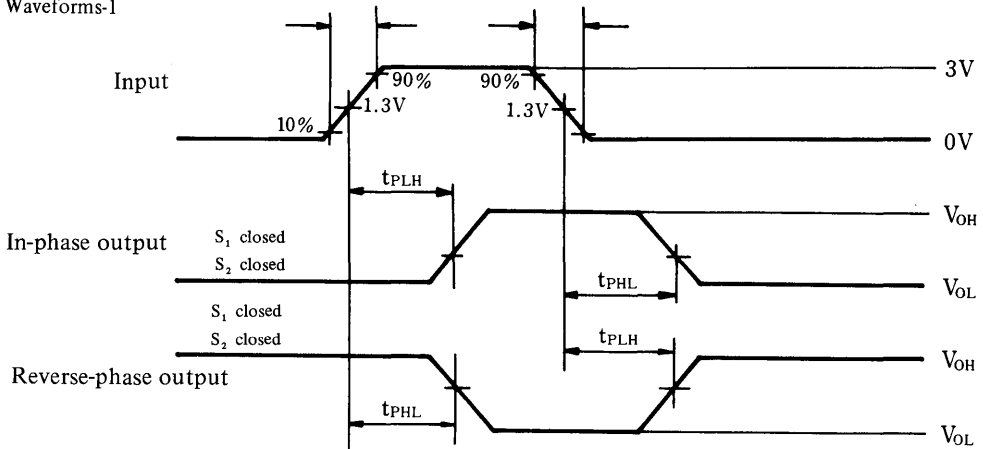 Waveforms-1
Input
90%
90%
3V
1.3V
1.3V
10%
0V
tPLH
In-phase output
S₁ closed
S₂ closed
VOH
tPHL
VOL
S₁ closed
S₂ closed
tPLH
VOH
Reverse-phase output
tPHL
VOL